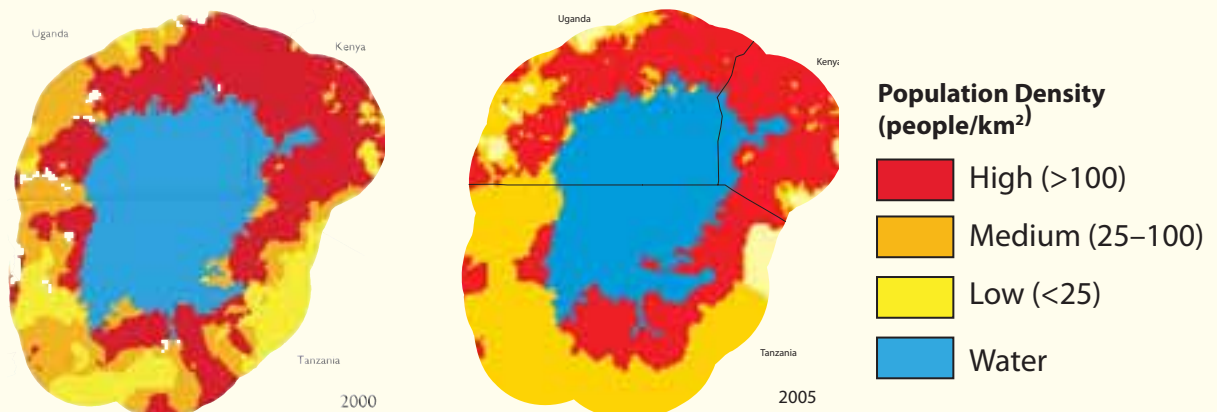 Uganda
Kenya
Tanzania
2000
Uganda
Kenya
Tanzania
2005
Population Density
(people/km²)
High (>100)
Medium (25–100)
Low (<25)
Water